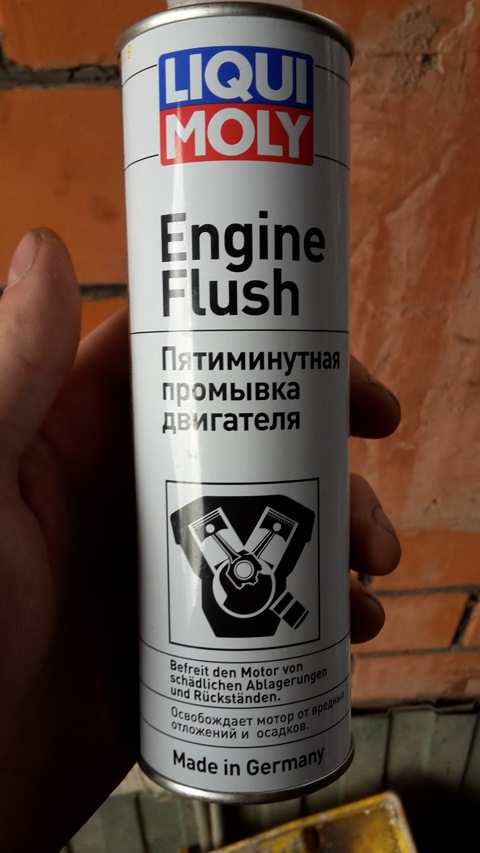 LIQUI
MOLY
Engine
Flush
Пятиминутная
промывка
двигателя
Befreit den Motor von
schädlichen Ablagerungen
und Rückständen.
Освобождает мотор от вредных
отложений и осадков.
Made in Germany